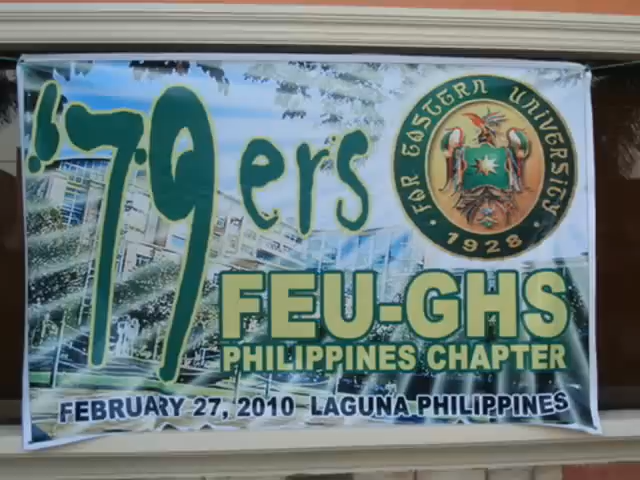 '79ers
FAR EASTERN UNIVERSITY
1928
FEU-GHS
PHILIPPINES CHAPTER
FEBRUARY 27, 2010 LAGUNA PHILIPPINES